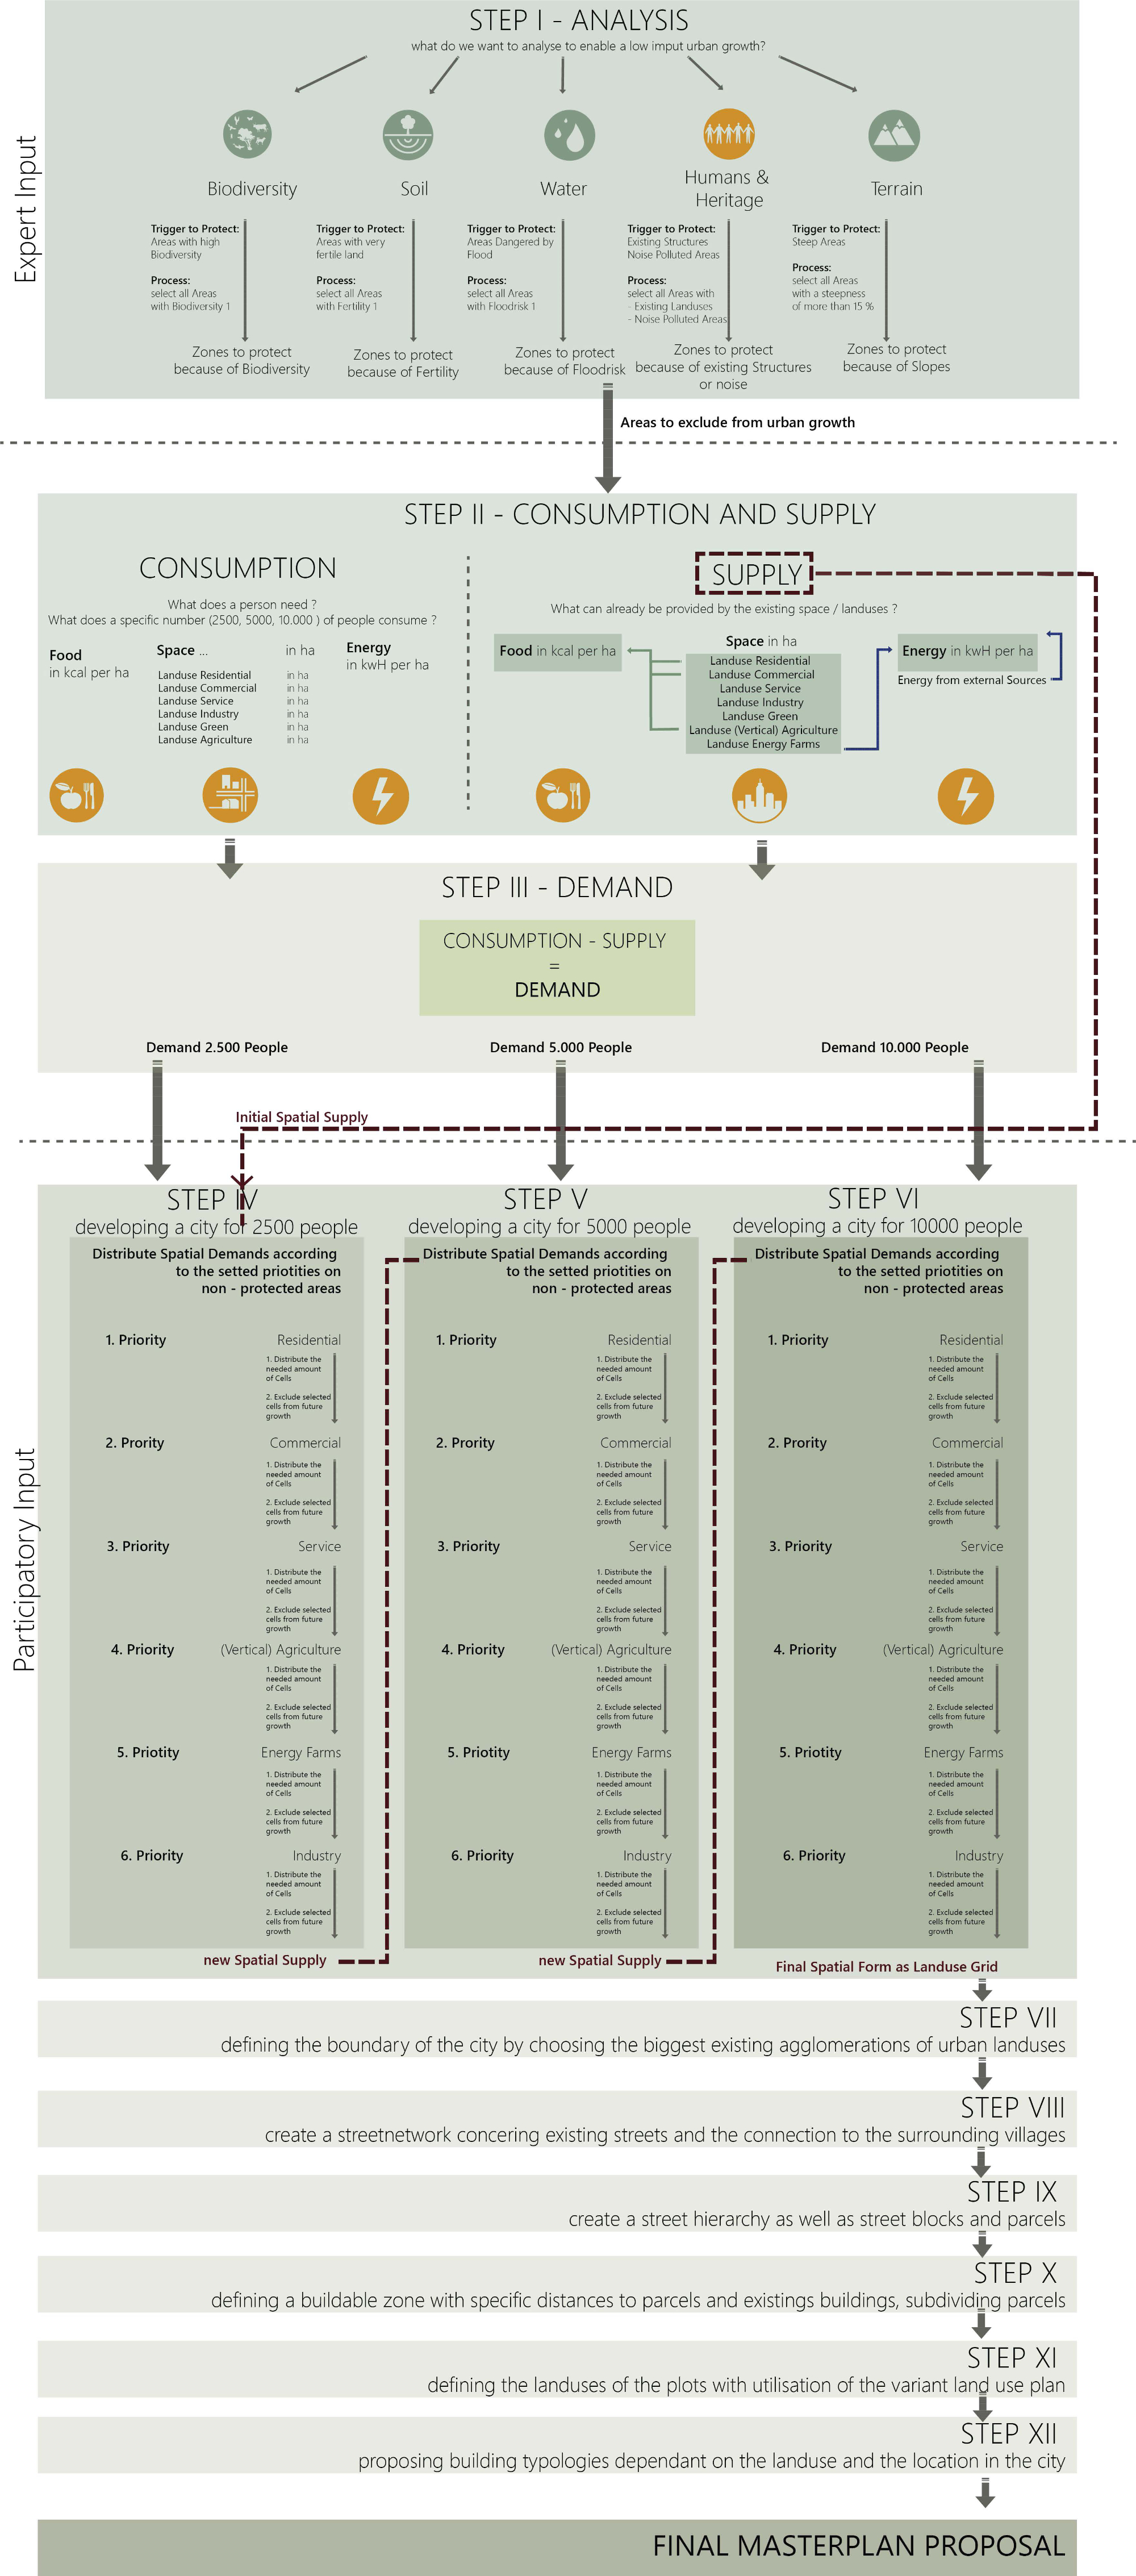 STEP I - ANALYSIS
what do we want to analyse to enable a low imput urban growth?
Expert Input
Biodiversity
Trigger to Protect:
Areas with high
Biodiversity
Process:
select all Areas
with Biodiversity 1
Zones to protect
because of Biodiversity
Soil
Trigger to Protect:
Areas with very
fertile land
Process:
select all Areas
with Fertility 1
Zones to protect
because of Fertility
Water
Trigger to Protect:
Areas Dangered by
Flood
Process:
select all Areas
with Floodrisk 1
Zones to protect
because of Floodrisk
Humans &
Heritage
Trigger to Protect:
Existing Structures
Noise Polluted Areas
Process:
select all Areas with
- Existing Landuses
- Noise Polluted Areas
Zones to protect
because of existing Structures
or noise
Terrain
Trigger to Protect:
Steep Areas
Process:
select all Areas
with a steepness
of more than 15 %
Zones to protect
because of Slopes
Areas to exclude from urban growth
STEP II - CONSUMPTION AND SUPPLY
CONSUMPTION
What does a person need ?
What does a specific number (2500, 5000, 10.000 ) of people consume ?
Food
in kcal per ha
Space ... in ha
Landuse Residential in ha
Landuse Commercial in ha
Landuse Service in ha
Landuse Industry in ha
Landuse Green in ha
Landuse Agriculture in ha
Energy
in kwH per ha
SUPPLY
What can already be provided by the existing space / landuses ?
Food in kcal per ha
Space in ha
Landuse Residential
Landuse Commercial
Landuse Service
Landuse Industry
Landuse Green
Landuse (Vertical) Agriculture
Landuse Energy Farms
Energy in kwH per ha
Energy from external Sources
STEP III - DEMAND
CONSUMPTION - SUPPLY
=
DEMAND
Demand 2.500 People
Demand 5.000 People
Demand 10.000 People
Initial Spatial Supply
Participatory Input
STEP IV
developing a city for 2500 people
Distribute Spatial Demands according
to the setted priotities on
non - protected areas
1. Priority Residential
1. Distribute the
needed amount
of Cells
2. Exclude selected
cells from future
growth
2. Prority Commercial
1. Distribute the
needed amount
of Cells
2. Exclude selected
cells from future
growth
3. Priority Service
1. Distribute the
needed amount
of Cells
2. Exclude selected
cells from future
growth
4. Priority (Vertical) Agriculture
1. Distribute the
needed amount
of Cells
2. Exclude selected
cells from future
growth
5. Priotity Energy Farms
1. Distribute the
needed amount
of Cells
2. Exclude selected
cells from future
growth
6. Priority Industry
1. Distribute the
needed amount
of Cells
2. Exclude selected
cells from future
growth
new Spatial Supply
STEP V
developing a city for 5000 people
Distribute Spatial Demands according
to the setted priotities on
non - protected areas
1. Priority Residential
1. Distribute the
needed amount
of Cells
2. Exclude selected
cells from future
growth
2. Prority Commercial
1. Distribute the
needed amount
of Cells
2. Exclude selected
cells from future
growth
3. Priority Service
1. Distribute the
needed amount
of Cells
2. Exclude selected
cells from future
growth
4. Priority (Vertical) Agriculture
1. Distribute the
needed amount
of Cells
2. Exclude selected
cells from future
growth
5. Priotity Energy Farms
1. Distribute the
needed amount
of Cells
2. Exclude selected
cells from future
growth
6. Priority Industry
1. Distribute the
needed amount
of Cells
2. Exclude selected
cells from future
growth
new Spatial Supply
STEP VI
developing a city for 10000 people
Distribute Spatial Demands according
to the setted priotities on
non - protected areas
1. Priority Residential
1. Distribute the
needed amount
of Cells
2. Exclude selected
cells from future
growth
2. Prority Commercial
1. Distribute the
needed amount
of Cells
2. Exclude selected
cells from future
growth
3. Priority Service
1. Distribute the
needed amount
of Cells
2. Exclude selected
cells from future
growth
4. Priority (Vertical) Agriculture
1. Distribute the
needed amount
of Cells
2. Exclude selected
cells from future
growth
5. Priotity Energy Farms
1. Distribute the
needed amount
of Cells
2. Exclude selected
cells from future
growth
6. Priority Industry
1. Distribute the
needed amount
of Cells
2. Exclude selected
cells from future
growth
Final Spatial Form as Landuse Grid
STEP VII
defining the boundary of the city by choosing the biggest existing agglomerations of urban landuses
STEP VIII
create a streetnetwork concering existing streets and the connection to the surrounding villages
STEP IX
create a street hierarchy as well as street blocks and parcels
STEP X
defining a buildable zone with specific distances to parcels and existings buildings, subdividing parcels
STEP XI
defining the landuses of the plots with utilisation of the variant land use plan
STEP XII
proposing building typologies dependant on the landuse and the location in the city
FINAL MASTERPLAN PROPOSAL